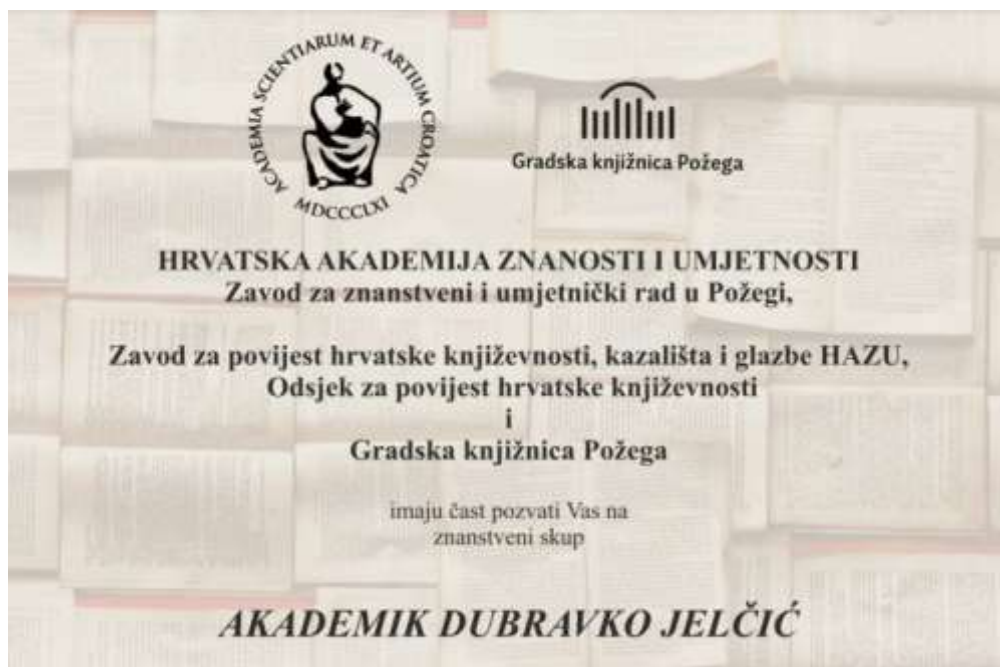 ACADEMIA SCIENTIARUM ET ARTIUM CROATICA
MDCCCLXI
Gradska knjižnica Požega
HRVATSKA AKADEMIJA ZNANOSTI I UMJETNOSTI
Zavod za znanstveni i umjetnički rad u Požegi,
Zavod za povijest hrvatske književnosti, kazališta i glazbe HAZU,
Odsjek za povijest hrvatske književnosti
i
Gradska knjižnica Požega
imaju čast pozvati Vas na
znanstveni skup
AKADEMIK DUBRAVKO JELČIĆ